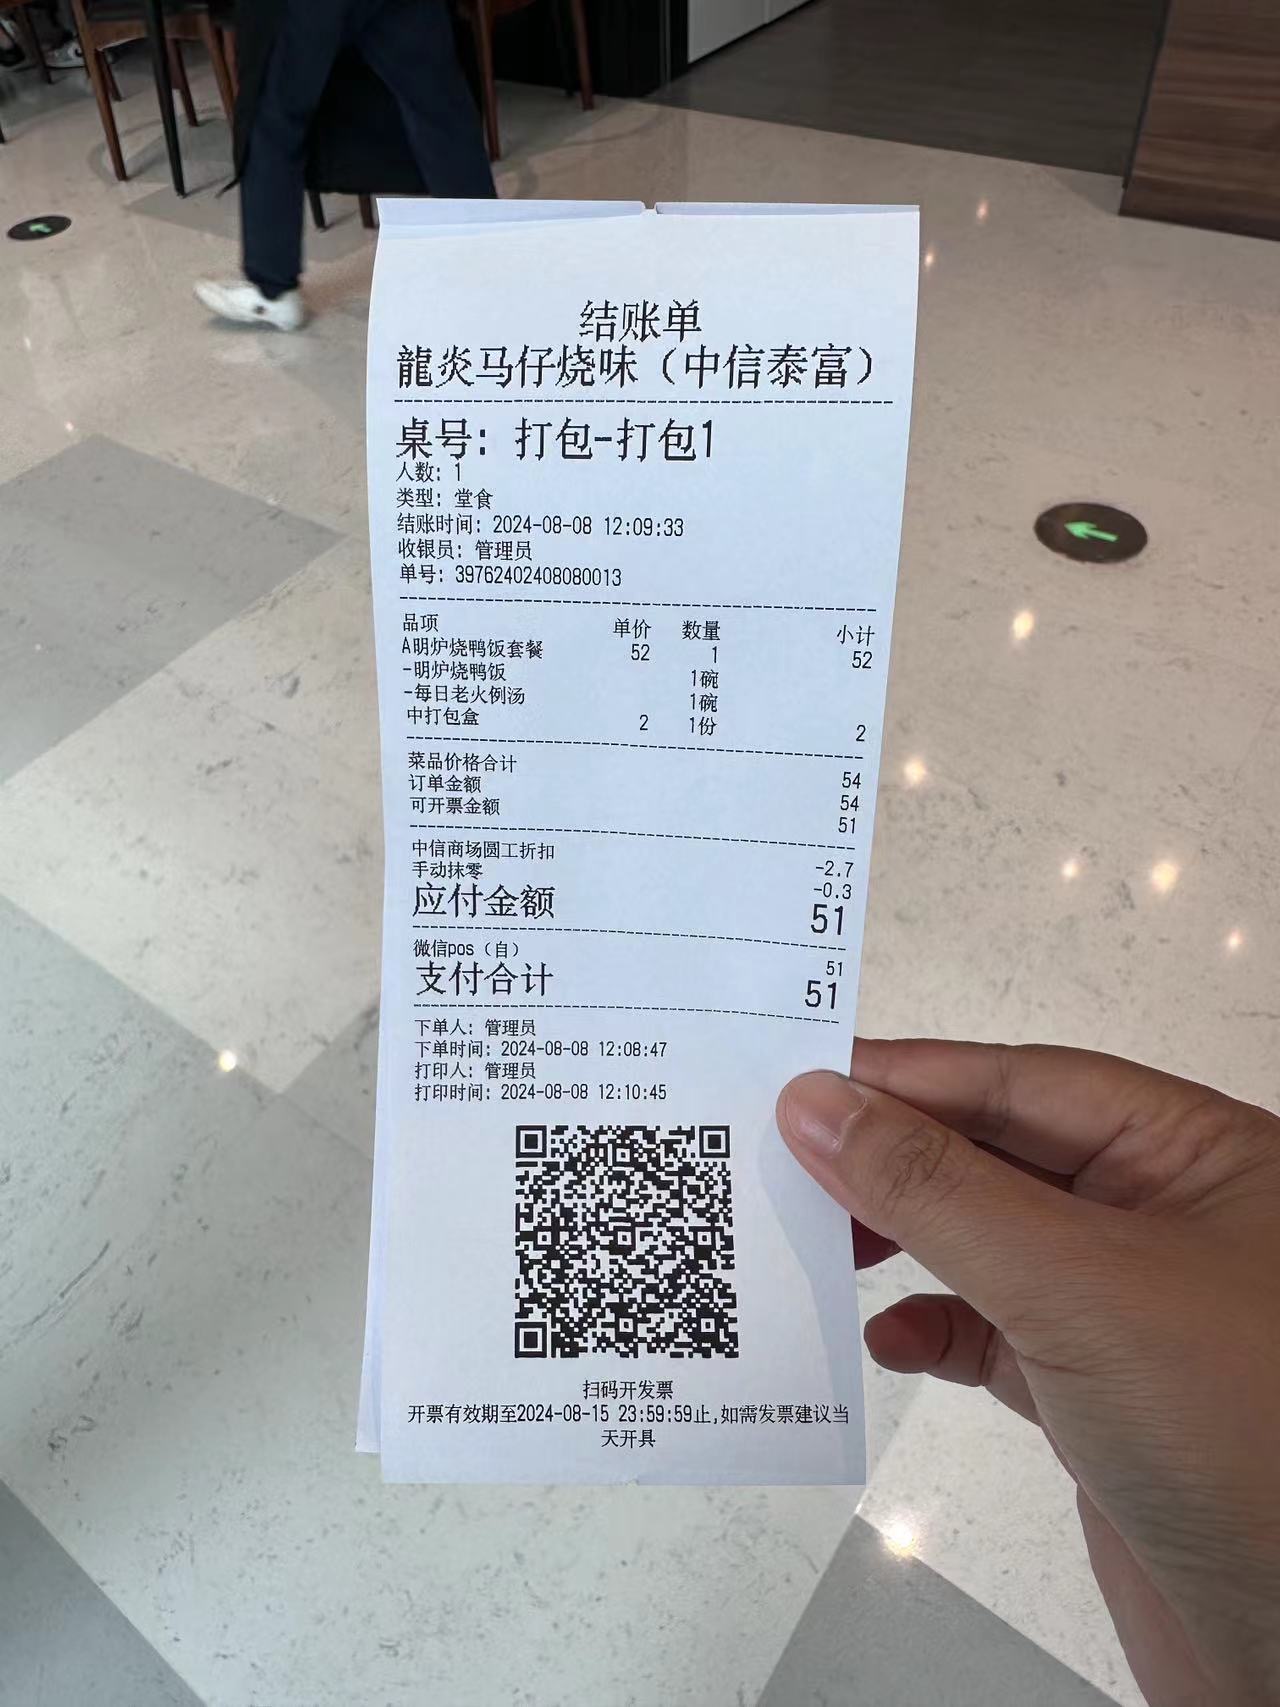 结账单
龍炎马仔烧味（中信泰富）
桌号: 打包-打包1
人数: 1
类型: 堂食
结账时间: 2024-08-08 12:09:33
收银员: 管理员
单号: 39762402408080013
品项 单价 数量 小计
A明炉烧鸭饭套餐 52 1 52
-明炉烧鸭饭 1碗
-每日老火例汤 1碗
中打包盒 2 1份 2
菜品价格合计 54
订单金额 54
可开票金额 51
中信商场圆工折扣 -2.7
手动抹零 -0.3
应付金额 51
微信pos（自） 51
支付合计 51
下单人: 管理员
下单时间: 2024-08-08 12:08:47
打印人: 管理员
打印时间: 2024-08-08 12:10:45
扫码开发票
开票有效期至2024-08-15 23:59:59止,如需发票建议当
天开具